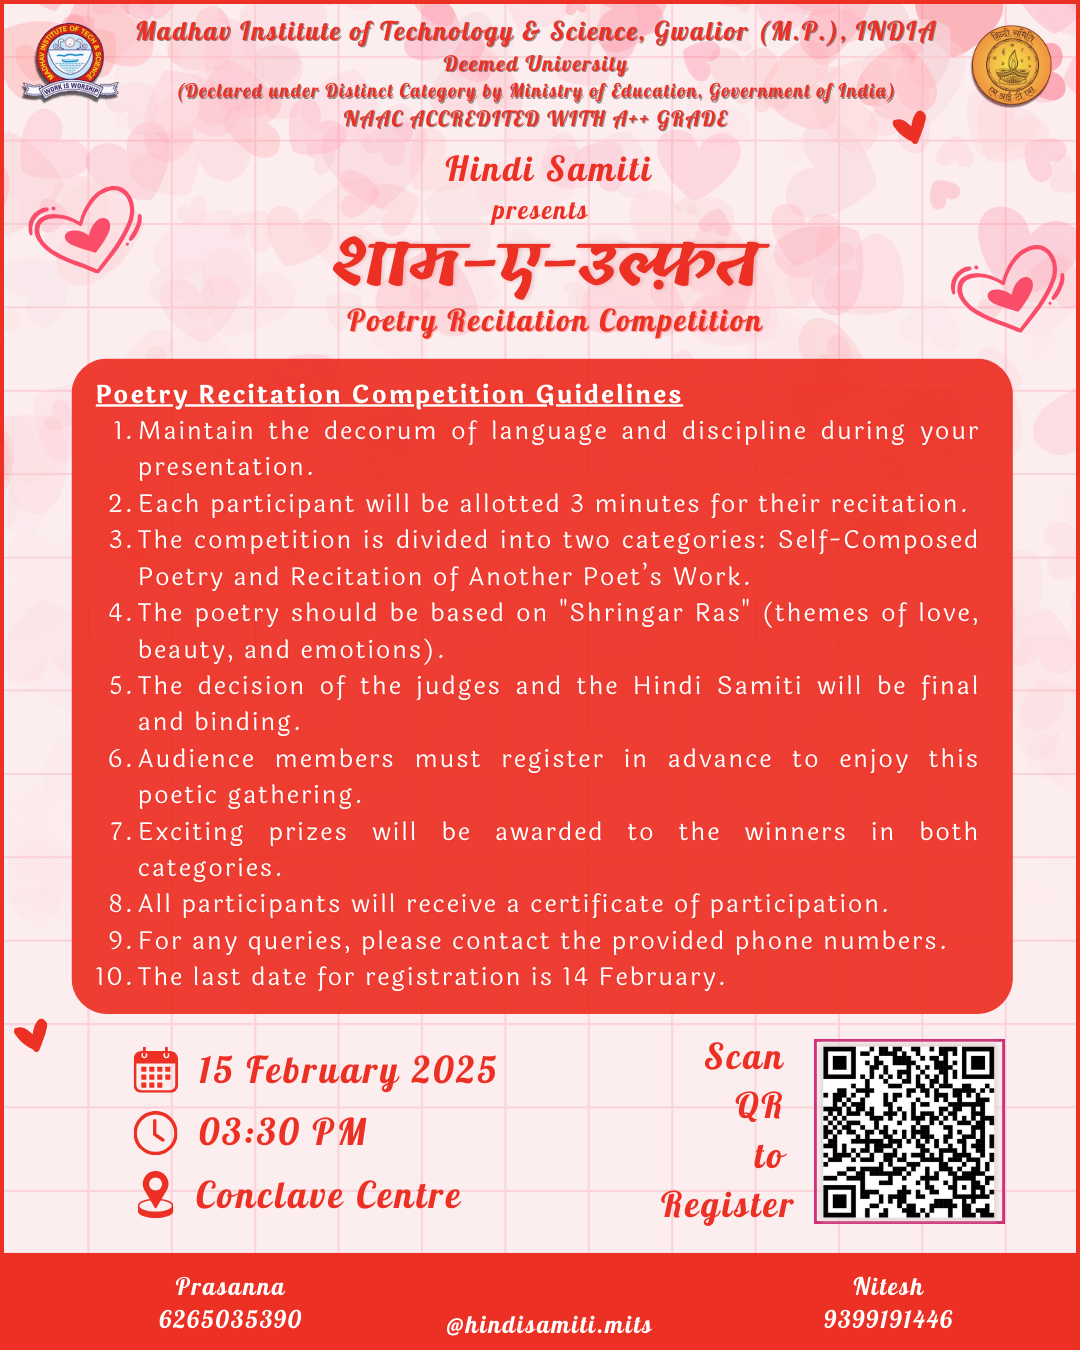 Madhav Institute of Technology & Science, Gwalior (M.P.), INDIA
Deemed University
(Declared under Distinct Category by Ministry of Education, Government of India)
NAAC ACCREDITED WITH A++ GRADE
MADHAV INSTITUTE OF TECH & SCIENCE
WORK IS WORSHIP
हिन्दी समिति
एम आई टी एस
Hindi Samiti
presents
शाम-ए-उल्फ़त
Poetry Recitation Competition
Poetry Recitation Competition Guidelines
1. Maintain the decorum of language and discipline during your
presentation.
2. Each participant will be allotted 3 minutes for their recitation.
3. The competition is divided into two categories: Self-Composed
Poetry and Recitation of Another Poet's Work.
4. The poetry should be based on "Shringar Ras" (themes of love,
beauty, and emotions).
5. The decision of the judges and the Hindi Samiti will be final
and binding.
6. Audience members must register in advance to enjoy this
poetic gathering.
7. Exciting prizes will be awarded to the winners in both
categories.
8. All participants will receive a certificate of participation.
9. For any queries, please contact the provided phone numbers.
10. The last date for registration is 14 February.
15 February 2025
03:30 PM
Conclave Centre
Scan
QR
to
Register
Prasanna
6265035390
@hindisamiti.mits
Nitesh
9399191446